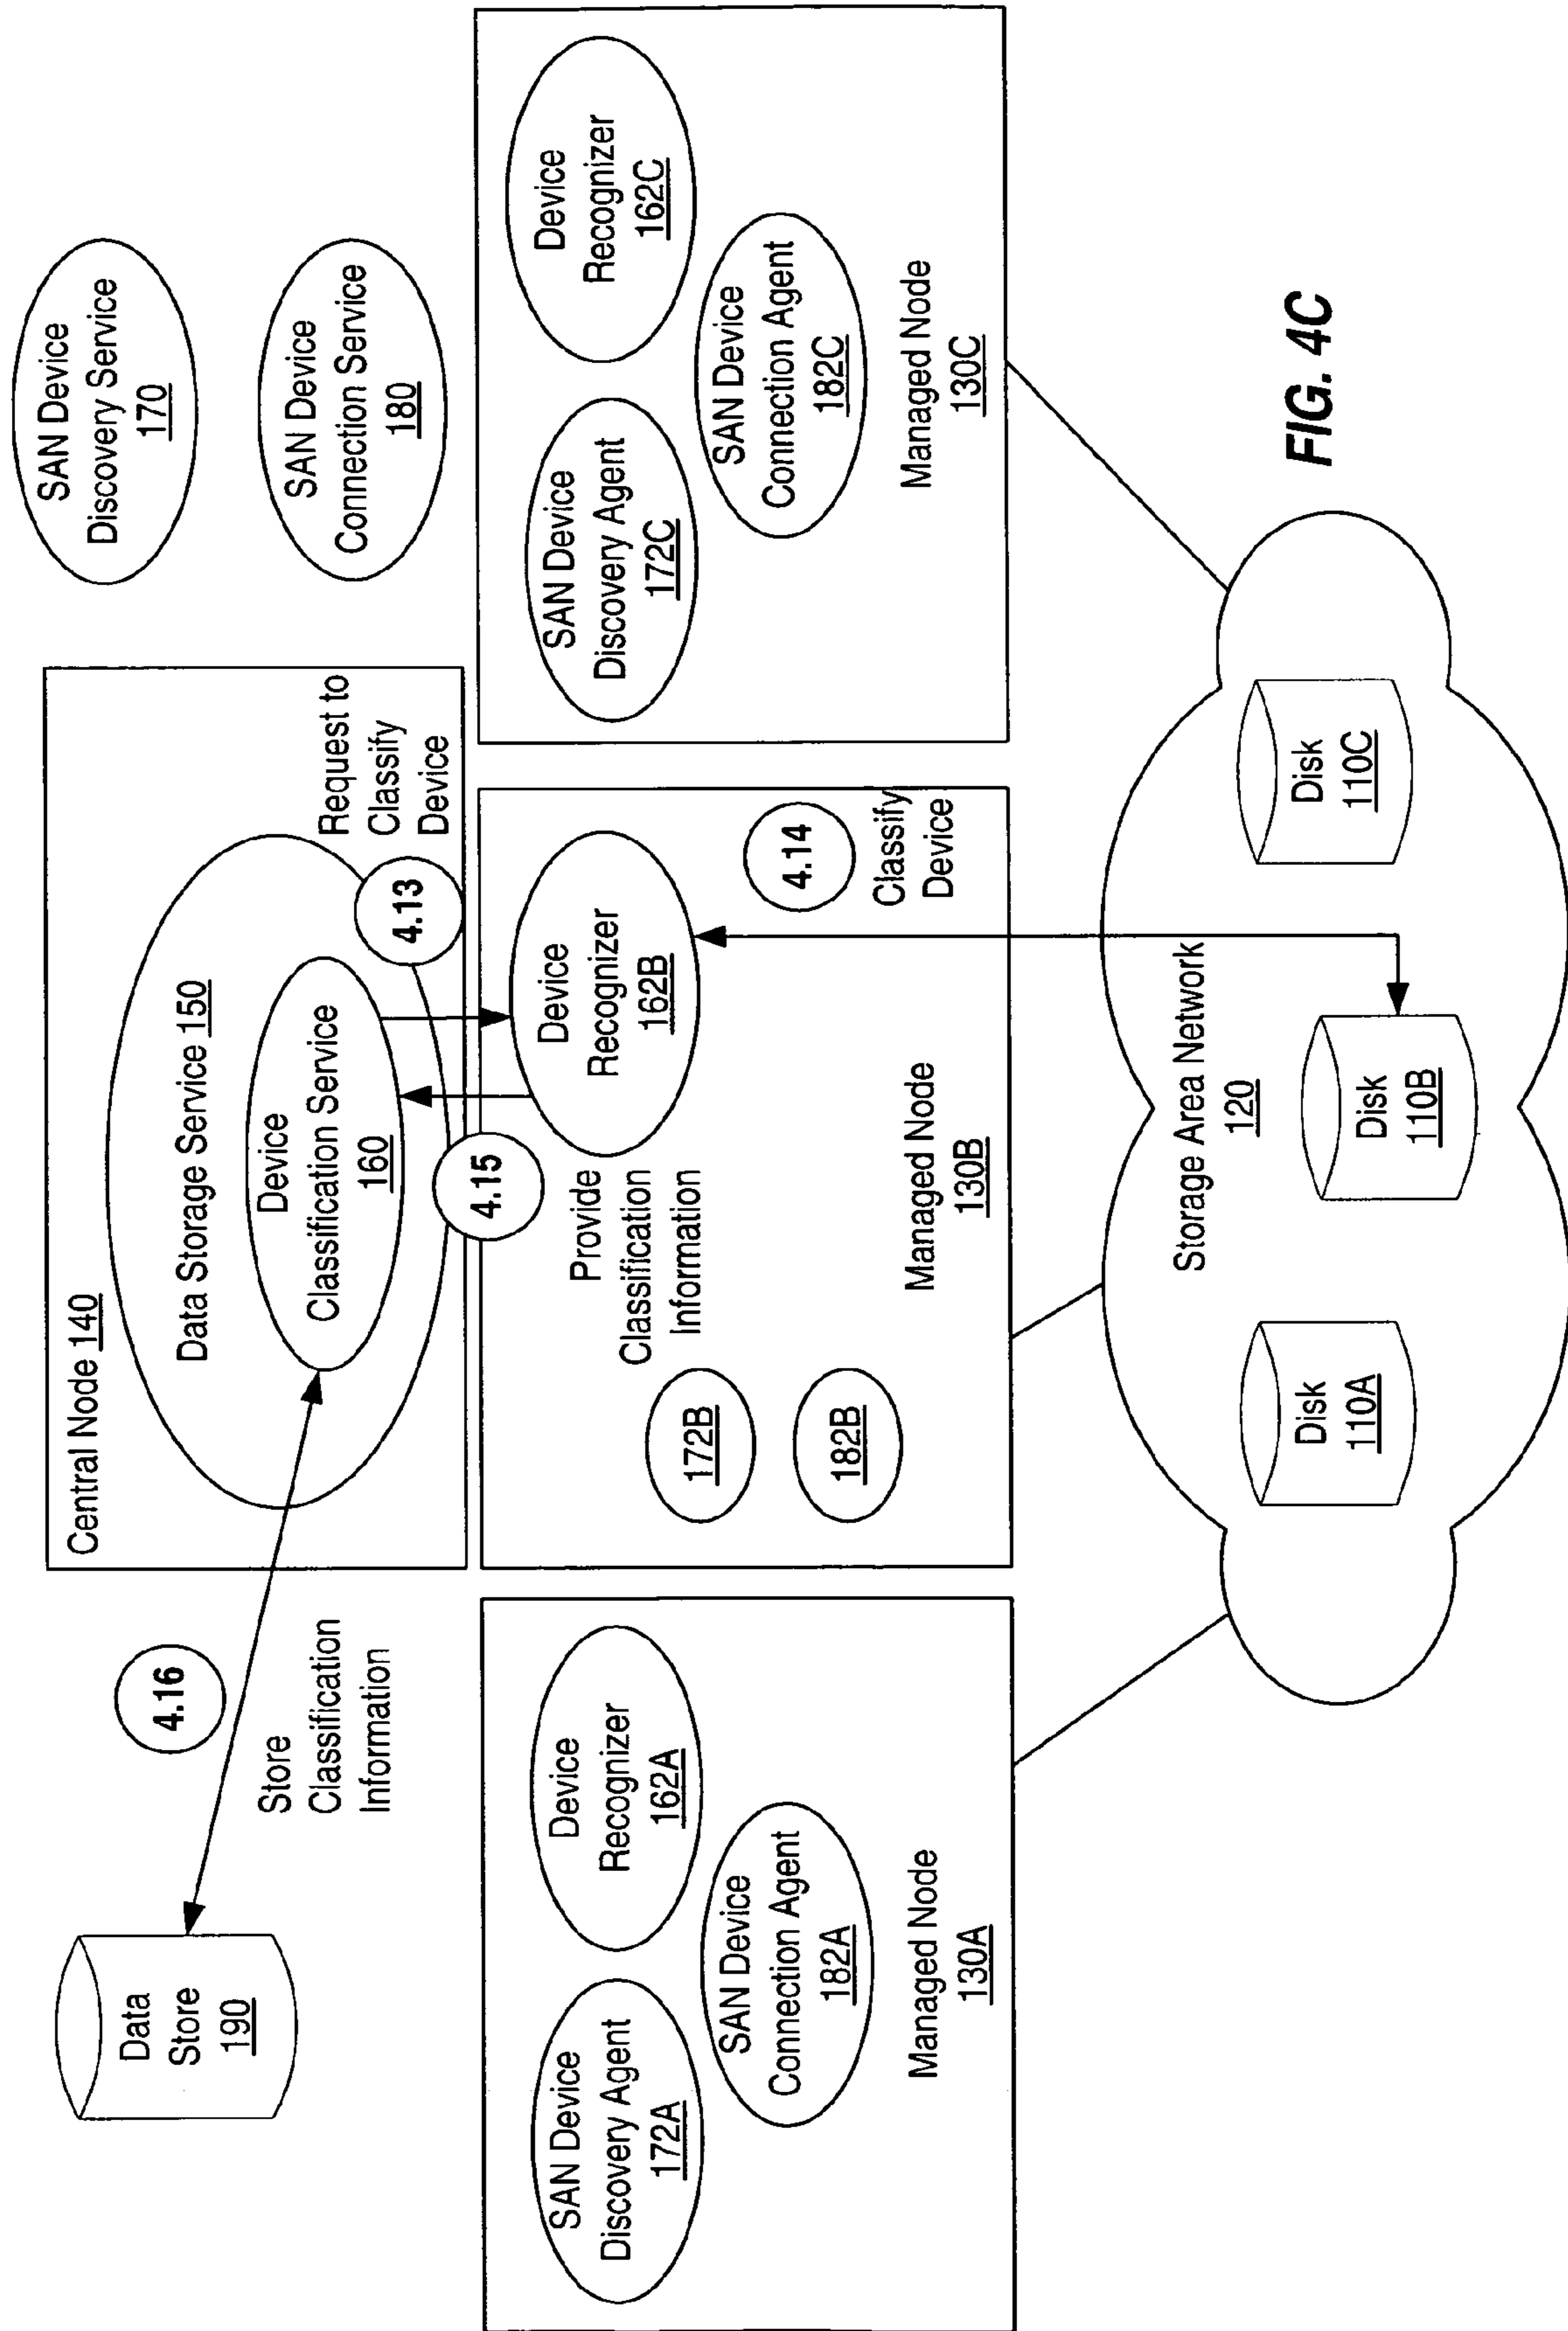 Data
Store
190
4.16
Store
Classification
Information
Central Node 140
Data Storage Service 150
Device
Classification Service
160
4.13
Request to
Classify
Device
SAN Device
Discovery Service
170
SAN Device
Connection Service
180
SAN Device
Discovery Agent
172A
Device
Recognizer
162A
SAN Device
Connection Agent
182A
Managed Node
130A
4.15
Provide
Classification
Information
172B
182B
Device
Recognizer
162B
4.14
Classify
Device
Managed Node
130B
SAN Device
Discovery Agent
172C
Device
Recognizer
162C
SAN Device
Connection Agent
182C
Managed Node
130C
Storage Area Network
120
Disk
110A
Disk
110B
Disk
110C
FIG. 4C